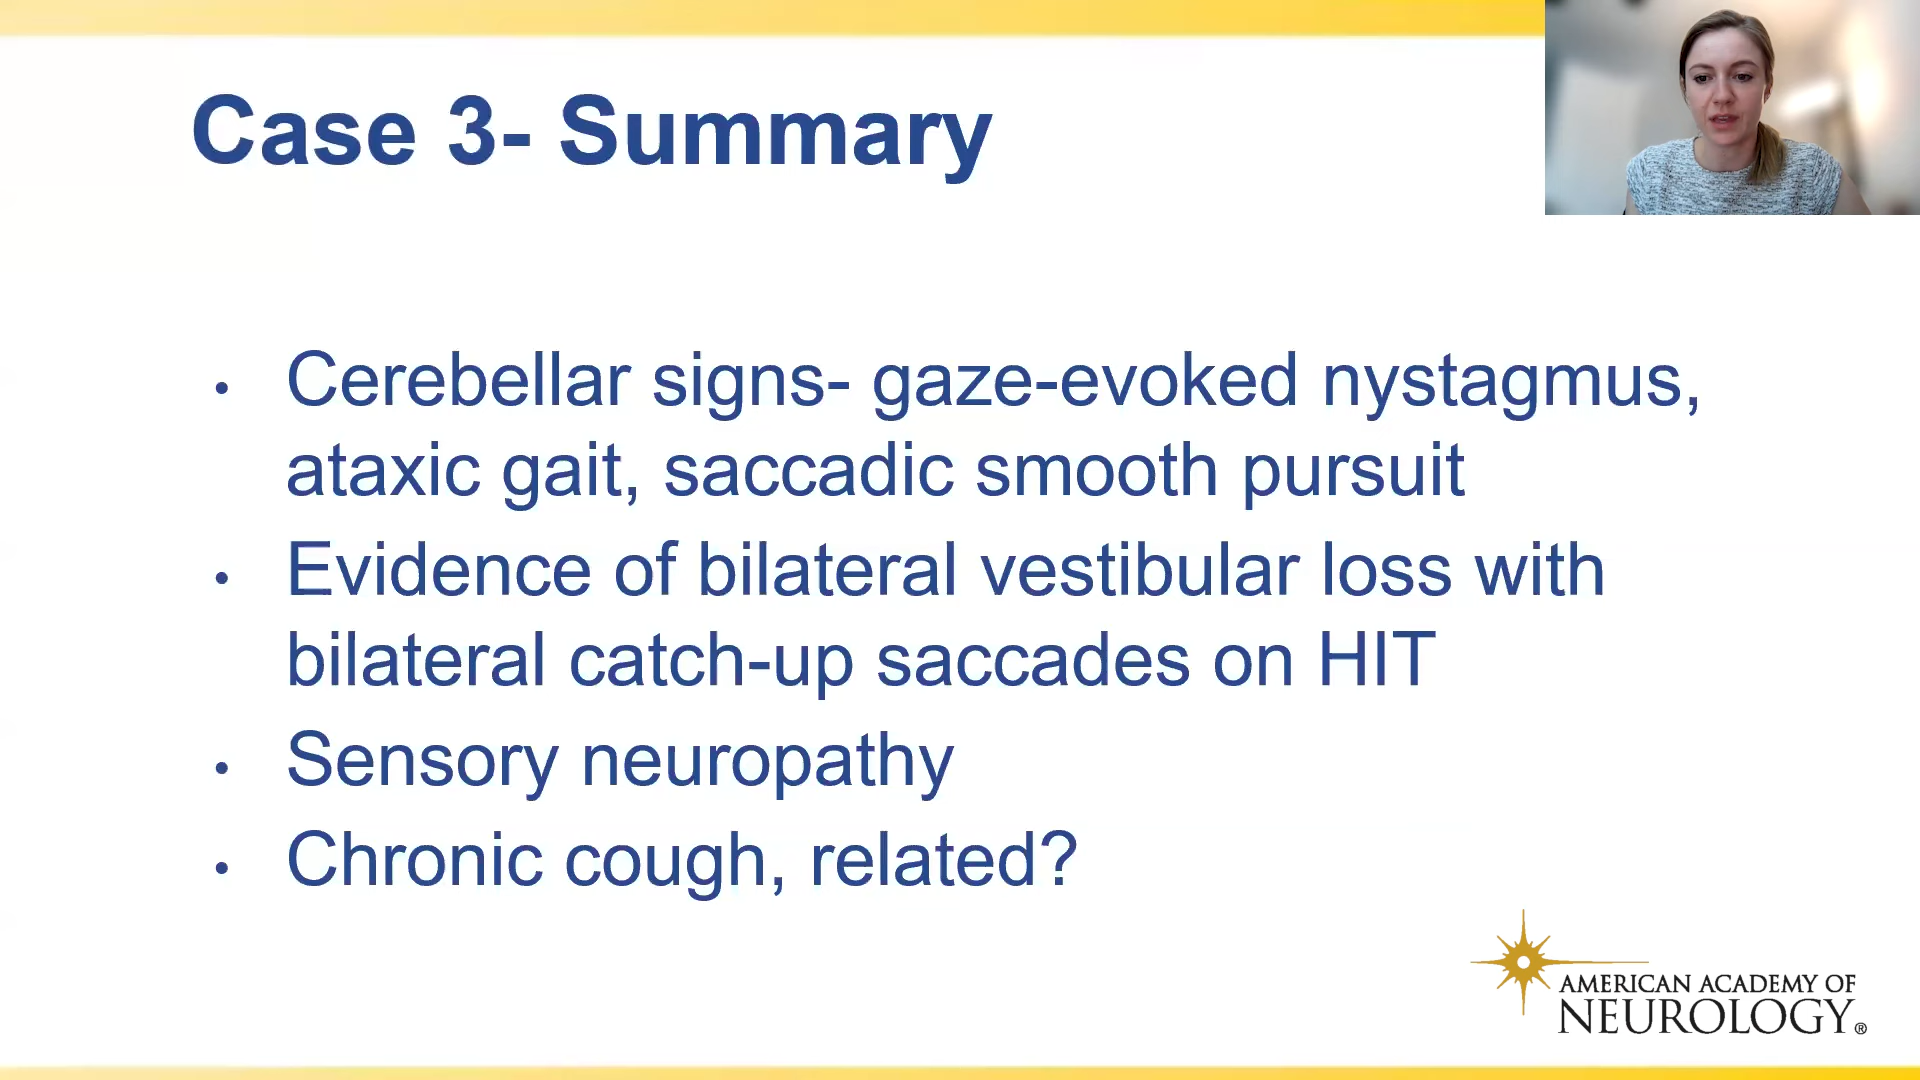 Case 3- Summary
• Cerebellar signs- gaze-evoked nystagmus,
ataxic gait, saccadic smooth pursuit
• Evidence of bilateral vestibular loss with
bilateral catch-up saccades on HIT
• Sensory neuropathy
• Chronic cough, related?
AMERICAN ACADEMY OF
NEUROLOGY®